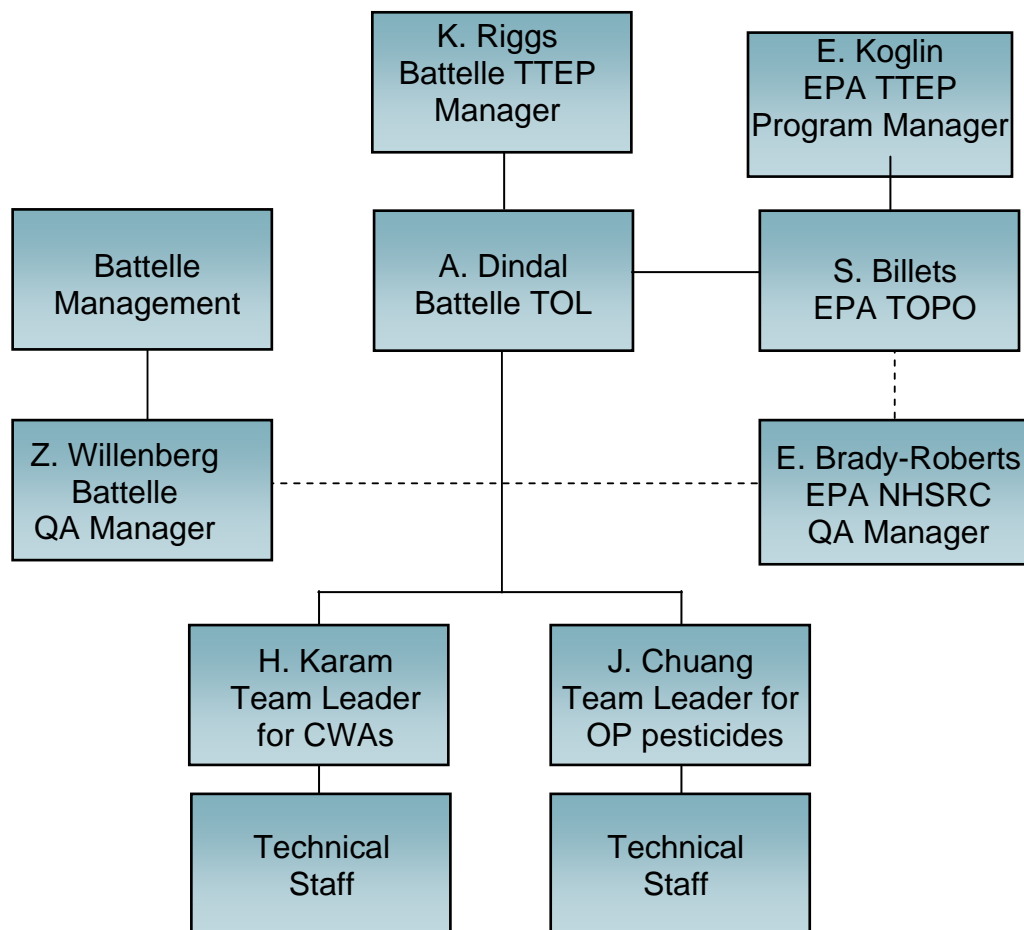 K. Riggs
Battelle TTEP
Manager
E. Koglin
EPA TTEP
Program Manager
Battelle
Management
A. Dindal
Battelle TOL
S. Billets
EPA TOPO
Z. Willenberg
Battelle
QA Manager
E. Brady-Roberts
EPA NHSRC
QA Manager
H. Karam
Team Leader
for CWAs
J. Chuang
Team Leader for
OP pesticides
Technical
Staff
Technical
Staff